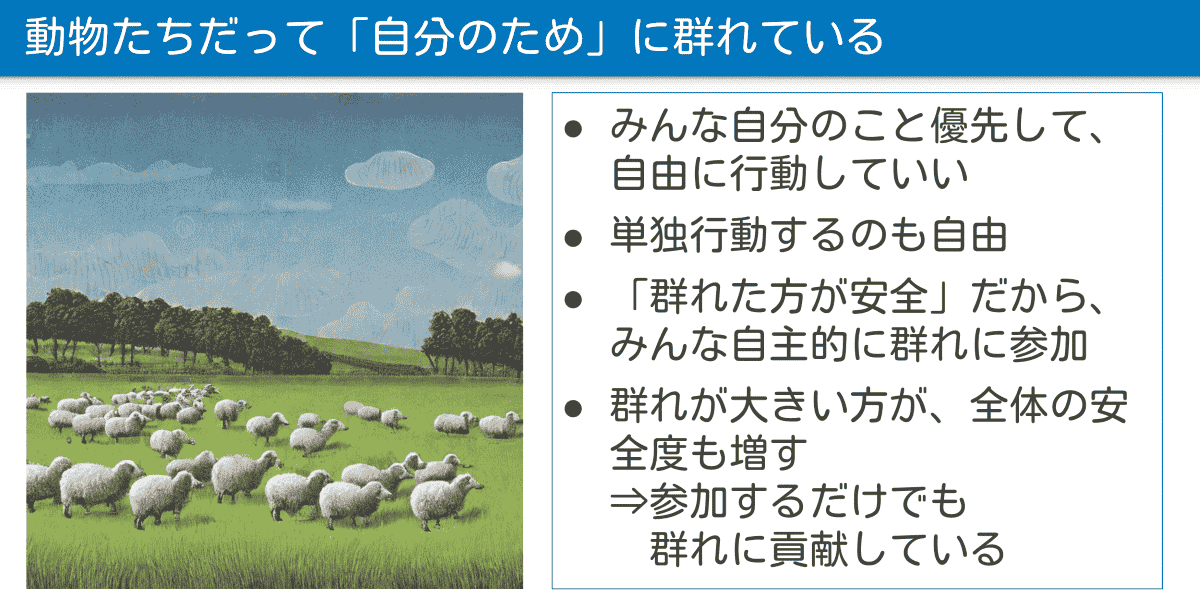 動物たちだって「自分のため」に群れている
● みんな自分のこと優先して、
自由に行動していい
● 単独行動するのも自由
● 「群れた方が安全」だから、
みんな自主的に群れに参加
● 群れが大きい方が、全体の安
全度も増す
⇒参加するだけでも
群れに貢献している